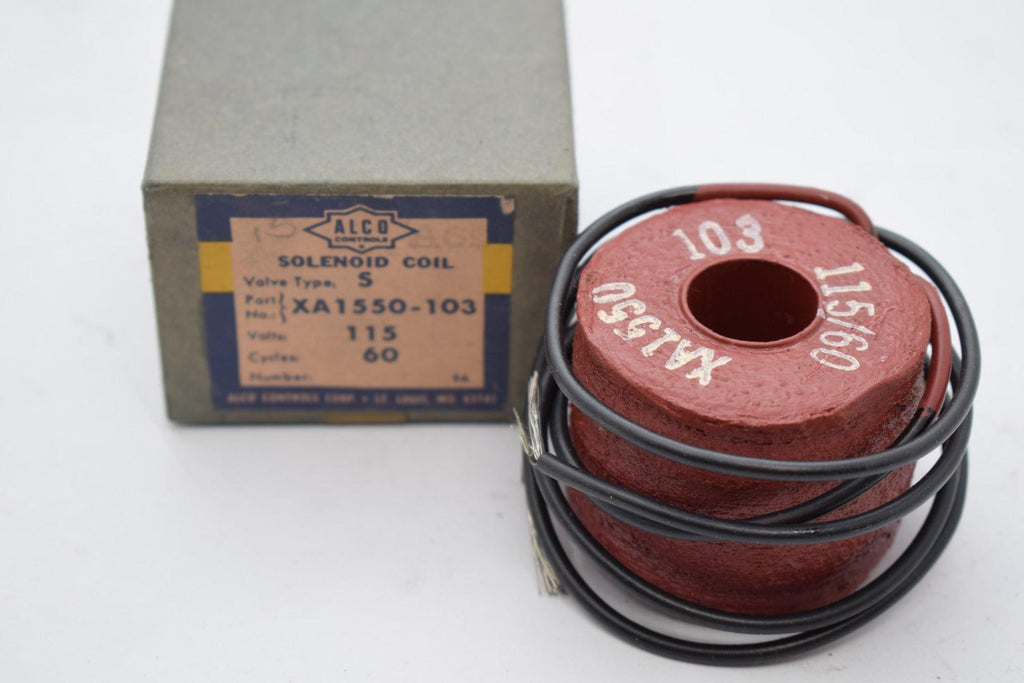 ALCO
CONTROLS
SOLENOID COIL
Valve Type: S
Part No.: XA1550-103
Volts: 115
Cycles: 60
Number:
ALCO CONTROLS CORP. • ST. LOUIS, MO.
103
115/60
XA1550